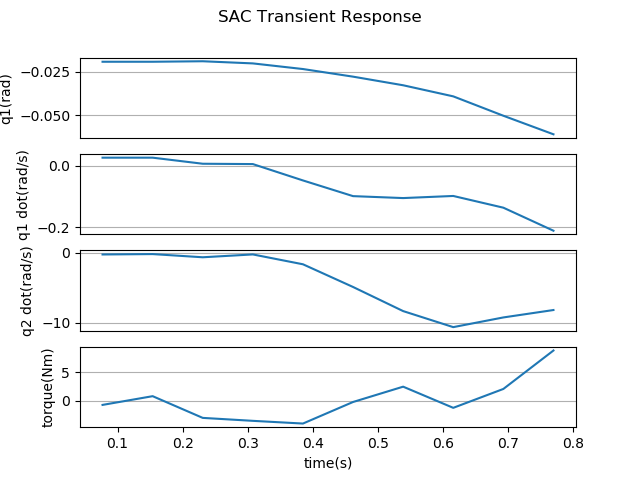 SAC Transient Response
q1(rad)
−0.025
−0.050
q1 dot(rad/s)
0.0
−0.2
q2 dot(rad/s)
0
−10
torque(Nm)
5
0
0.1 0.2 0.3 0.4 0.5 0.6 0.7 0.8
time(s)